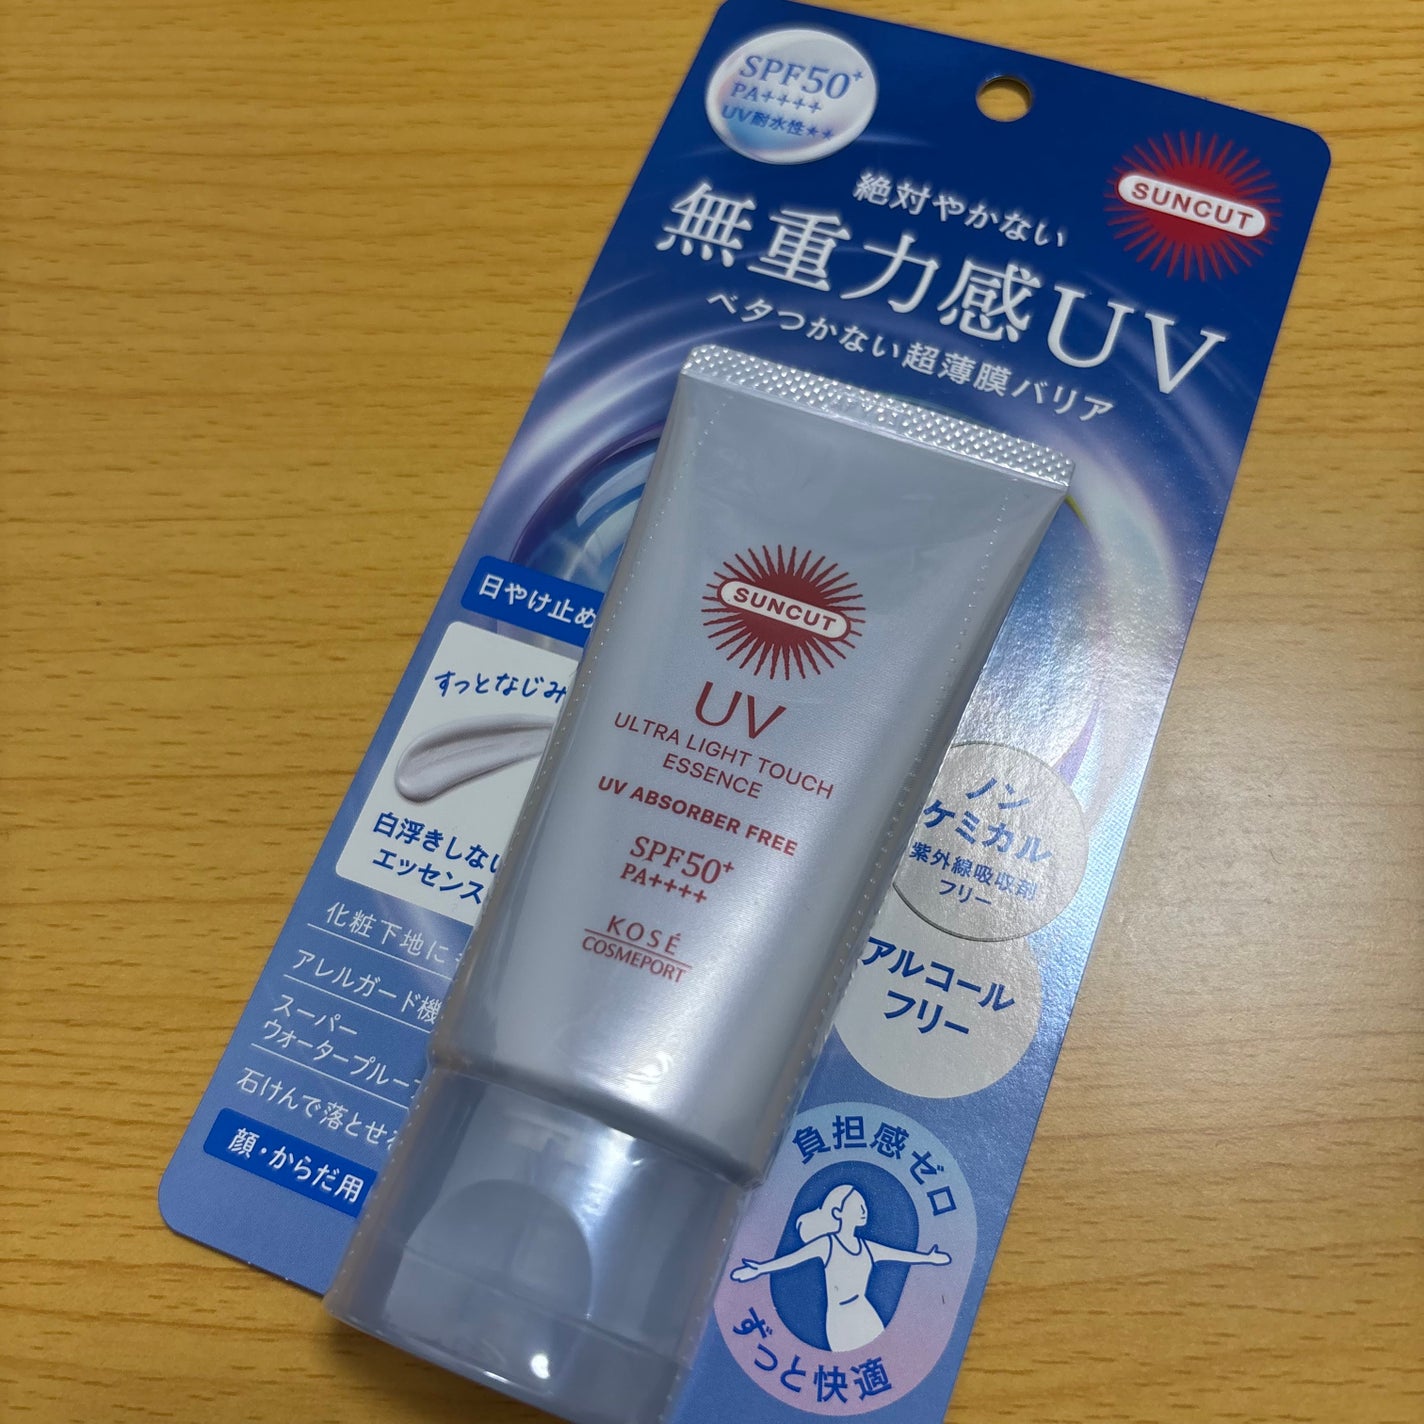 SPF50+
PA++++
UV耐水性★★
SUNCUT
絶対やかない
無重力感UV
ベタつかない超薄膜バリア
日やけ止め
すっとなじみ
白浮きしない
エッセンス
化粧下地に
アレルガード機
スーパー
ウォータープルー
石けんで落とせ
顔・からだ用
SUNCUT
UV
ULTRA LIGHT TOUCH
ESSENCE
UV ABSORBER FREE
SPF50+
PA++++
KOSÉ
COSMEPORT
ノン
ケミカル
紫外線吸収剤
フリー
アルコール
フリー
負担感ゼロ
ずっと快適